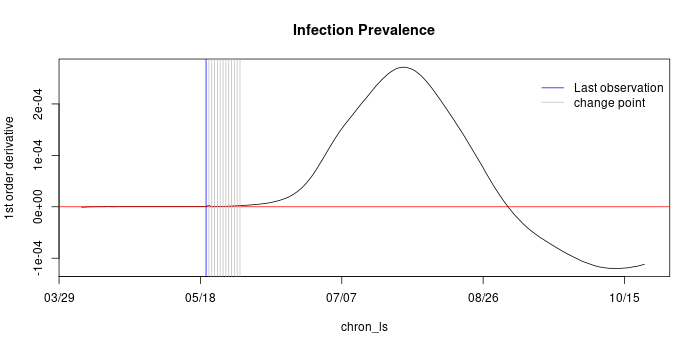 Infection Prevalence
1st order derivative
2e-04
1e-04
0e+00
-1e-04
Last observation
change point
03/29
05/18
07/07
08/26
10/15
chron_ls